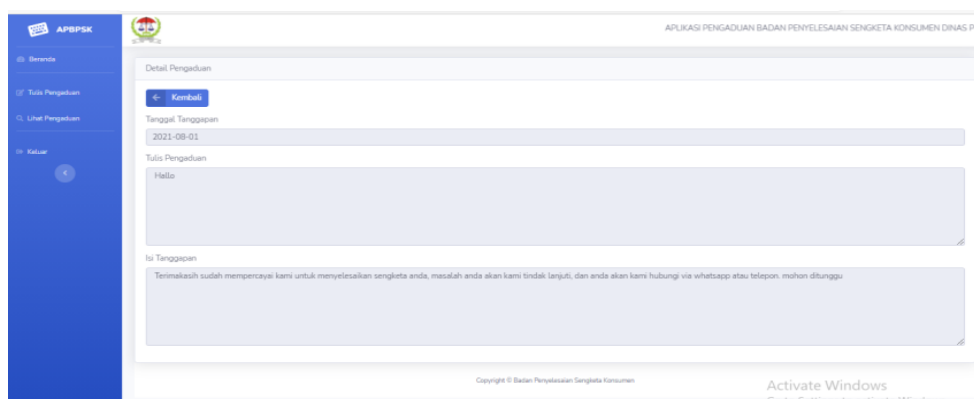 APBPSK
APLIKASI PENGADUAN BADAN PENYELESAIAN SENGKETA KONSUMEN DINAS P
Beranda
Tulis Pengaduan
Lihat Pengaduan
Keluar
Detail Pengaduan
Kembali
Tanggal Tanggapan
2021-08-01
Tulis Pengaduan
Hallo
Isi Tanggapan
Terimakasih sudah mempercayai kami untuk menyelesaikan sengketa anda, masalah anda akan kami tindak lanjuti, dan anda akan kami hubungi via whatsapp atau telepon. mohon ditunggu
Copyright © Badan Penyelesaian Sengketa Konsumen
Activate Windows